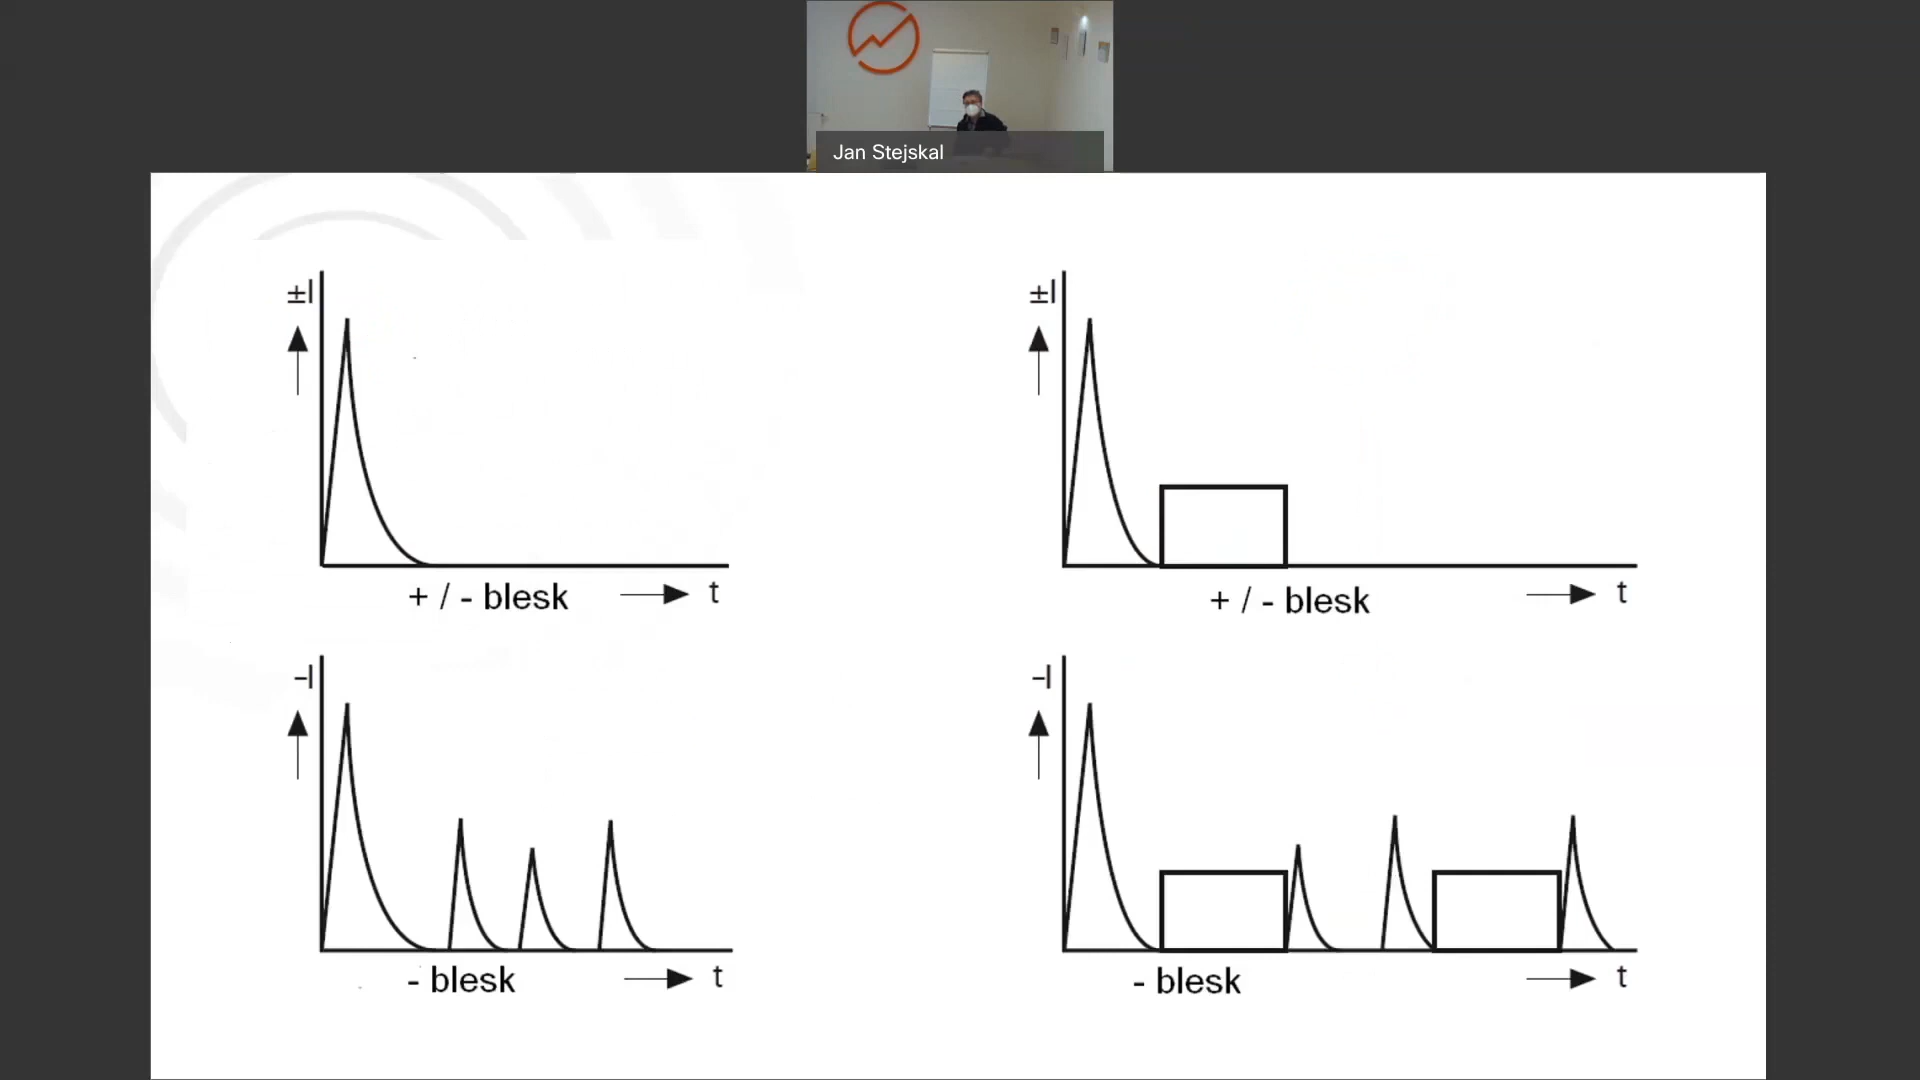 Jan Stejskal
±I
+ / - blesk
t
±I
+ / - blesk
t
–I
- blesk
t
–I
- blesk
t